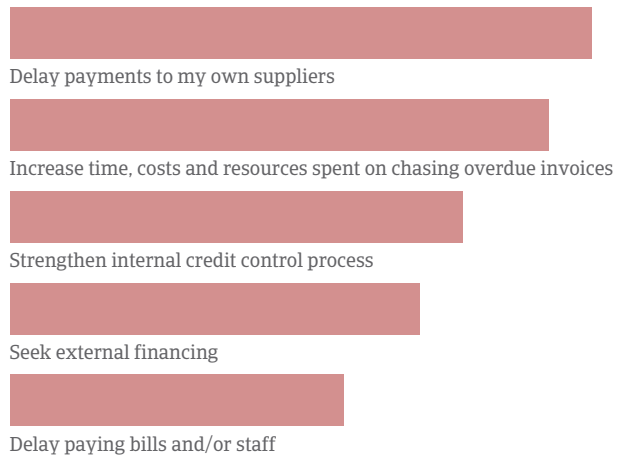 Delay payments to my own suppliers
Increase time, costs and resources spent on chasing overdue invoices
Strengthen internal credit control process
Seek external financing
Delay paying bills and/or staff